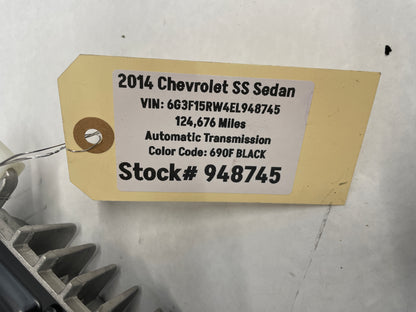 2014 Chevrolet SS Sedan
VIN: 6G3F15RW4EL948745
124,676 Miles
Automatic Transmission
Color Code: 690F BLACK
Stock# 948745